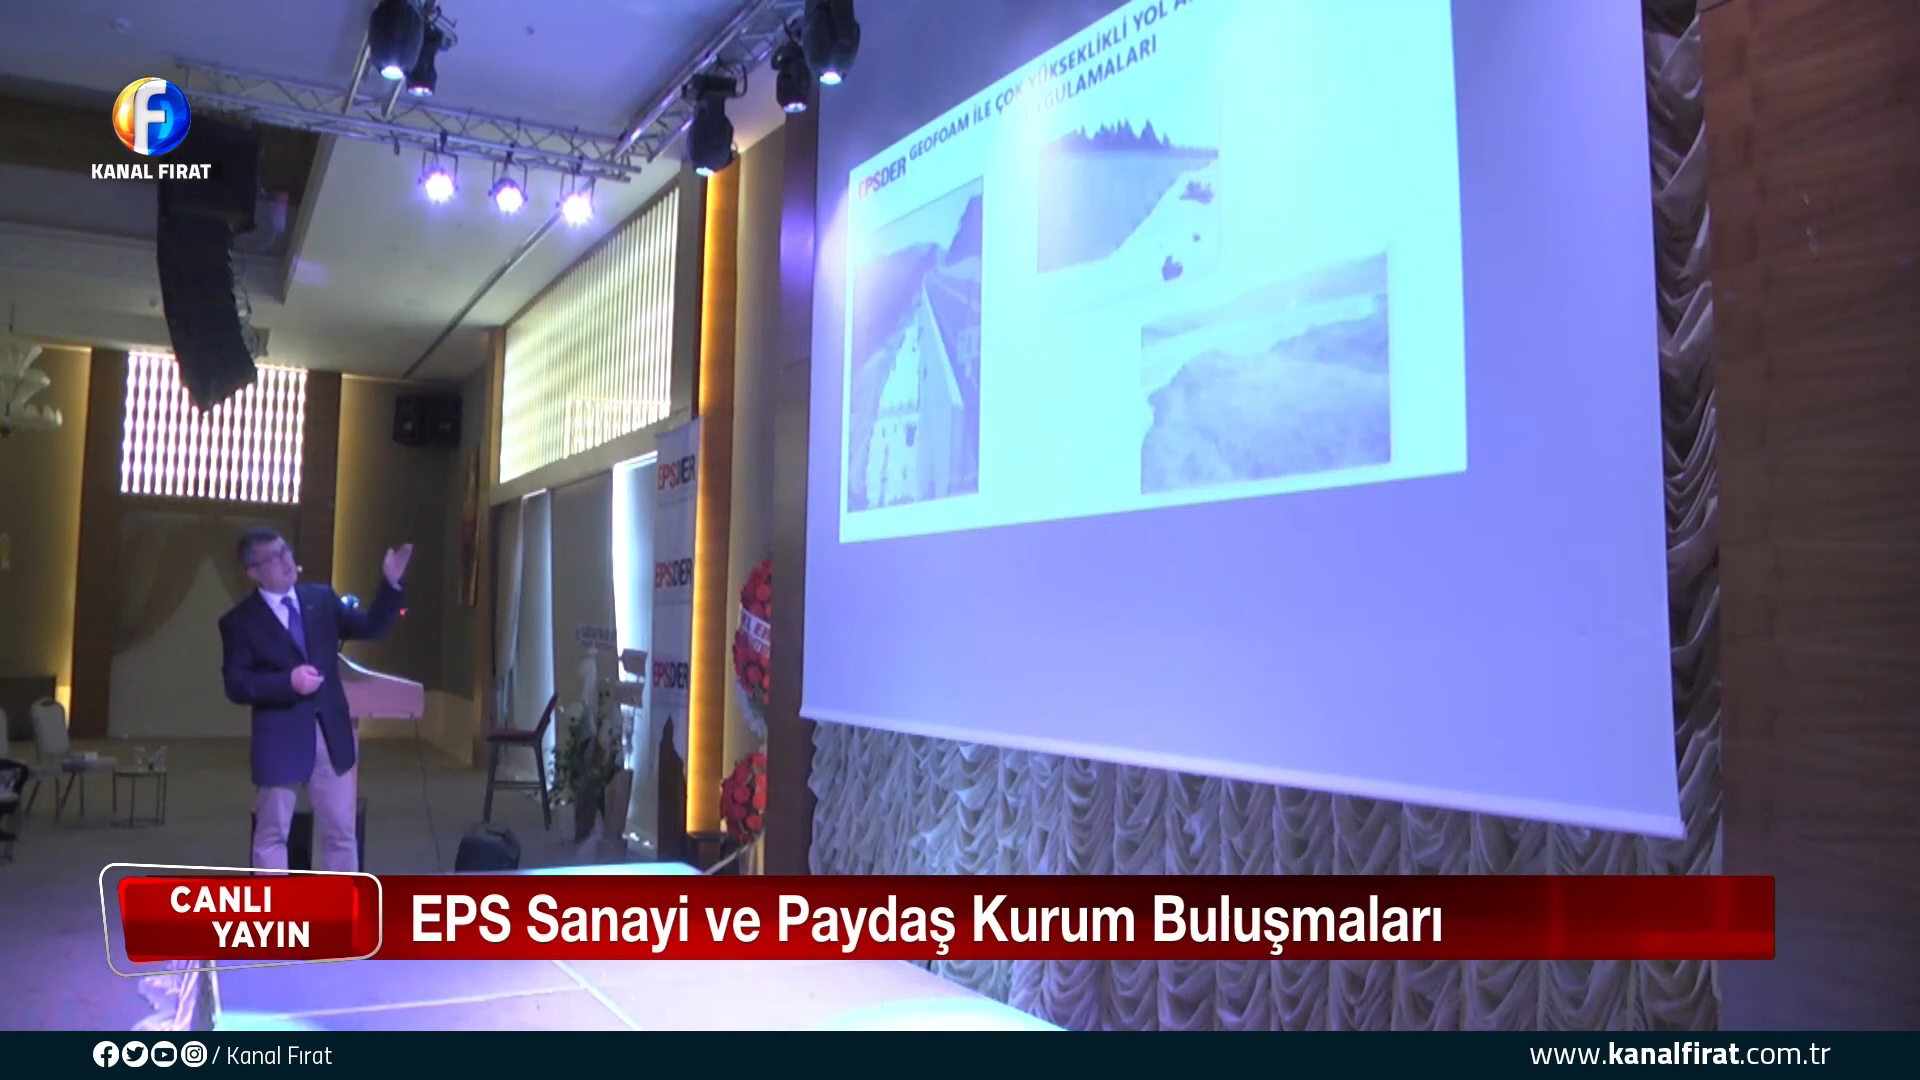 F
KANAL FIRAT
EPSDER GEOFOAM İLE ÇOK YÜKSEKLİKLİ YOL
UYGULAMALARI
EPSDER
EPSDER
EPSDER
CANLI
YAYIN
EPS Sanayi ve Paydaş Kurum Buluşmaları
/ Kanal Fırat
www.kanalfirat.com.tr